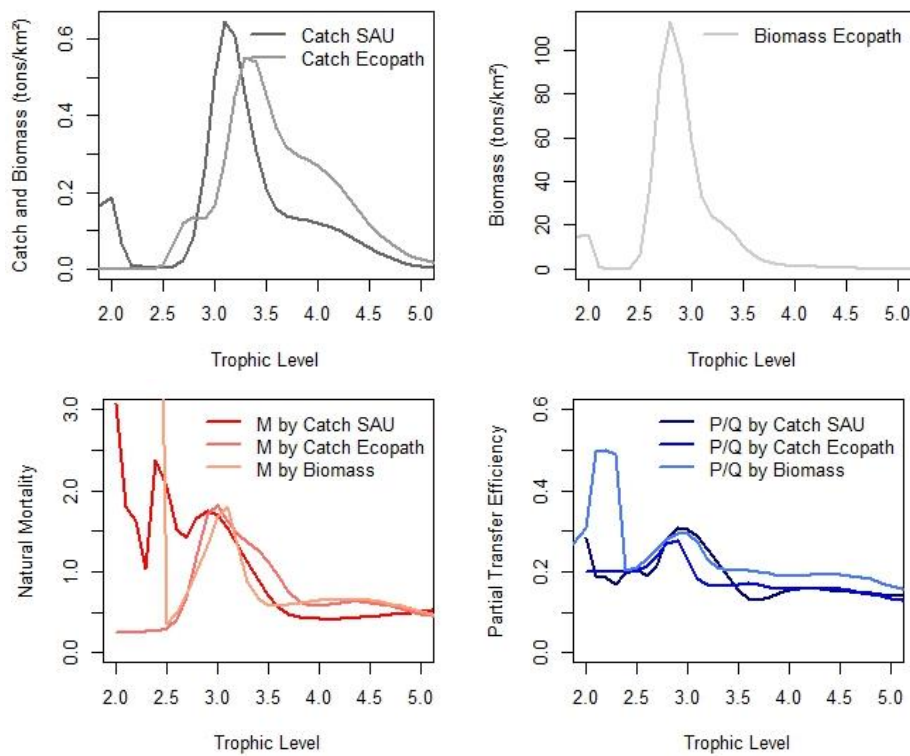 Catch and Biomass (tons/km²)
0.0
0.2
0.4
0.6
Catch SAU
Catch Ecopath
2.0 2.5 3.0 3.5 4.0 4.5 5.0
Trophic Level
Biomass (tons/km²)
0
20
40
60
80
100
Biomass Ecopath
2.0 2.5 3.0 3.5 4.0 4.5 5.0
Trophic Level
Natural Mortality
0.0
1.0
2.0
3.0
M by Catch SAU
M by Catch Ecopath
M by Biomass
2.0 2.5 3.0 3.5 4.0 4.5 5.0
Trophic Level
Partial Transfer Efficiency
0.0
0.2
0.4
0.6
P/Q by Catch SAU
P/Q by Catch Ecopath
P/Q by Biomass
2.0 2.5 3.0 3.5 4.0 4.5 5.0
Trophic Level